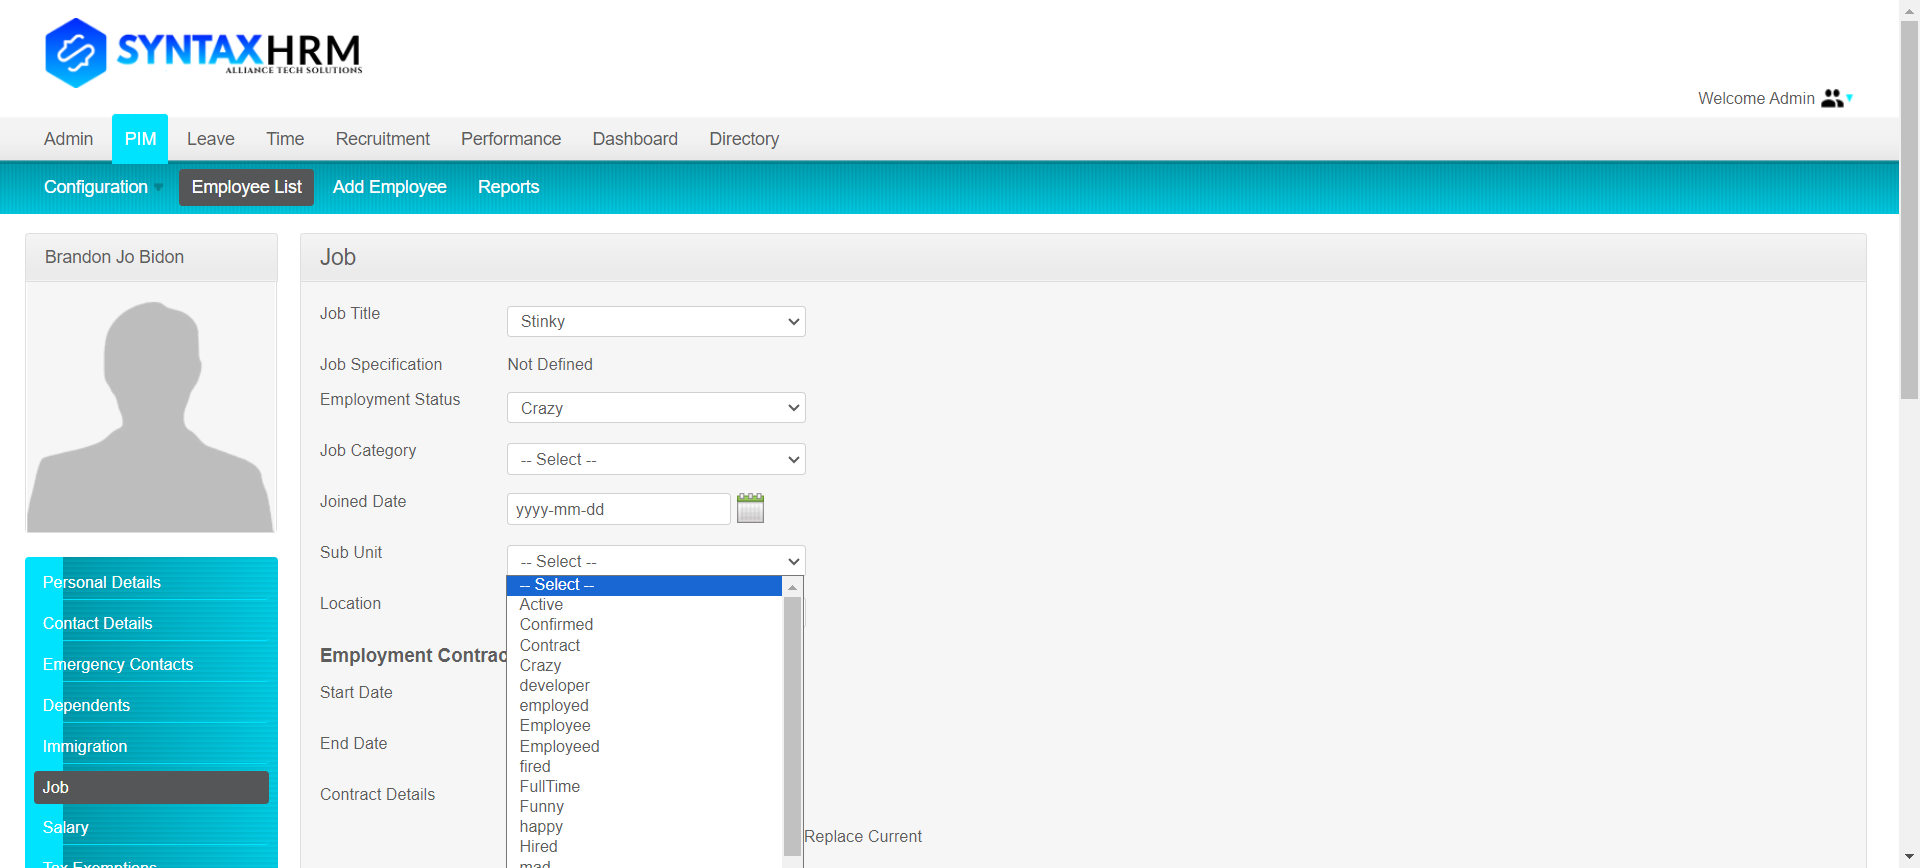 SYNTAXHRM
ALLIANCE TECH SOLUTIONS
Welcome Admin
Admin PIM Leave Time Recruitment Performance Dashboard Directory
Configuration Employee List Add Employee Reports
Brandon Jo Bidon
Personal Details
Contact Details
Emergency Contacts
Dependents
Immigration
Job
Salary
Tax Exemptions
Job
Job Title Stinky
Job Specification Not Defined
Employment Status Crazy
Job Category -- Select --
Joined Date yyyy-mm-dd
Sub Unit -- Select --
-- Select --
Active
Confirmed
Contract
Crazy
developer
employed
Employee
Employeed
fired
FullTime
Funny
happy
Hired
mad
Location
Employment Contrac
Start Date
End Date
Contract Details
Replace Current